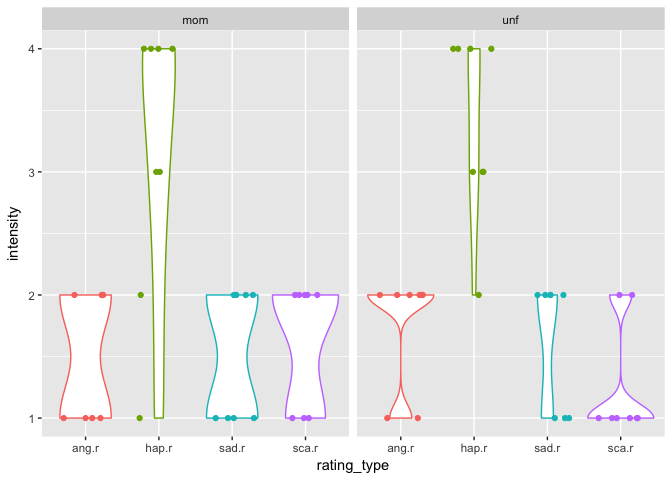 mom unf
intensity
4
3
2
1
ang.r hap.r sad.r sca.r ang.r hap.r sad.r sca.r
rating_type